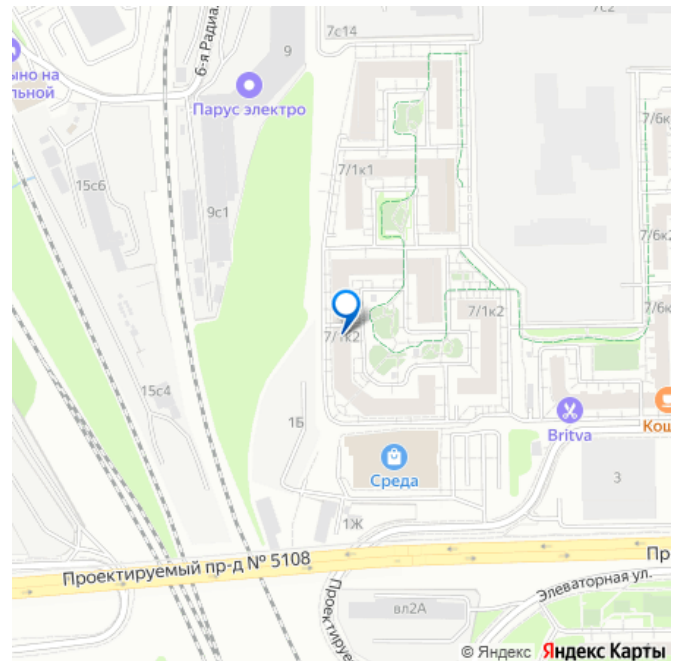 7с14
7с2
6-я Радиал
9
ыно на
льной
Парус электро
7/6к
7/1к1
15с6
9с1
7/6к2
7/1к2
7/1к2
7/6к
15с4
1Б
Britva
Кош
Среда
3
1Ж
Проектируемый пр-д № 5108
Пр
Элеваторная ул.
Проектируе
вл2А
© Яндекс Яндекс Карты